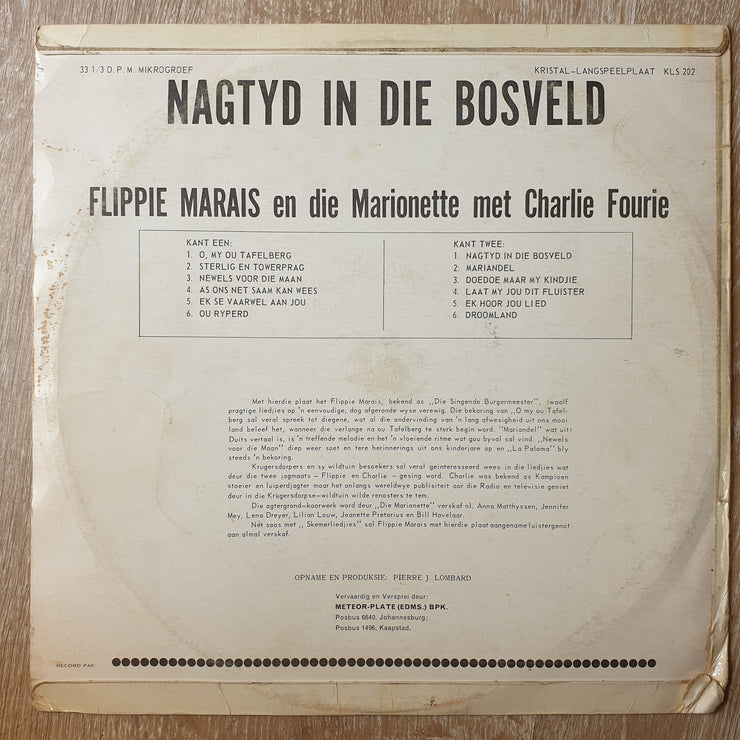 33 1/3 O. P. M. MIKROGROEF KRISTAL-LANGSPEELPLAAT KLS 202
NAGTYD IN DIE BOSVELD
FLIPPIE MARAIS en die Marionette met Charlie Fourie
KANT EEN:
1. O, MY OU TAFELBERG
2. STERLIG EN TOWERPRAG
3. NEWELS VOOR DIE MAAN
4. AS ONS NET SAAM KAN WEES
5. EK SE VAARWEL AAN JOU
6. OU RYPERD
KANT TWEE:
1. NAGTYD IN DIE BOSVELD
2. MARIANDEL
3. DOEDOE MAAR MY KINDJIE
4. LAAT MY JOU DIT FLUISTER
5. EK HOOR JOU LIED
6. DROOMLAND
Met hierdie plaat het Flippie Marais, bekend as ,,Die Singende Burgermeester", twaalf
pragtige liedjies op 'n eenvoudige, dog afgeronde wyse verewig. Die bekoring van ,,O my ou Tafel-
berg sal veral spreek tot diegene, wat al die ondervinding van 'n lang afwesigheid uit ons mooi
land beleef het, wanneer die verlange na ou Tafelberg te sterk begin word. "Mariandel" wat uit
Duits vertaal is, is 'n treffende melodie en het 'n vloeiende ritme wat gou byval sal vind. ,,Newels
voor die Maan" diep weer soet en tere herinnerings uit ons kinderjare op en ,,La Paloma" bly
steeds 'n bekoring.
Krugersdorpers en sy wildtuin besoekers sal veral geinteresseerd wees in die liedjies wat
deur die twee jagmaats - Flippie en Charlie - gesing word. Charlie was bekend as Kampioen
stoeier en luiperdjagter maar het onlangs wereldwye publisiteit oor die Radio en televisie geniet
deur in die Krugersdorpse-wildtuin wilde renosters te tem.
Die agtergrond-koorwerk word deur ,,Die Marionette" verskaf nl. Anna Matthyssen, Jennifer
Mey, Lena Dreyer, Lilian Louw, Jeanette Pretorius en Bill Havelaar.
Net soos met ,, Skemerliedjies" sal Flippie Marais met hierdie plaat aangename luistergenot
aan almal verskaf.
OPNAME EN PRODUKSIE: PIERRE J. LOMBARD
Vervaardig en Versprei deur:
METEOR-PLATE (EDMS.) BPK.
Posbus 6640, Johannesburg;
Posbus 1496, Kaapstad.
RECORD PAC